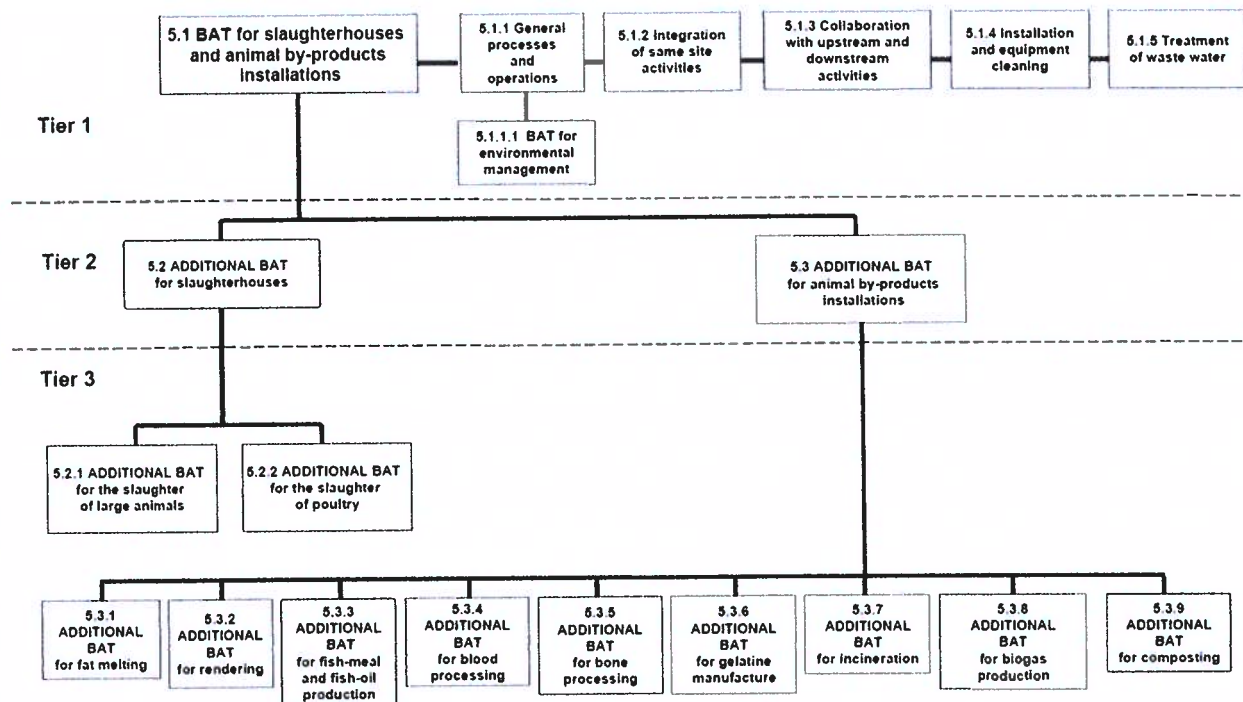 5.1 BAT for slaughterhouses
and animal by-products
installations
5.1.1 General
processes
and
operations
5.1.2 Integration
of same site
activities
5.1.3 Collaboration
with upstream and
downstream
activities
5.1.4 Installation
and equipment
cleaning
5.1.5 Treatment
of waste water
Tier 1
5.1.1.1 BAT for
environmental
management
Tier 2
5.2 ADDITIONAL BAT
for slaughterhouses
5.3 ADDITIONAL BAT
for animal by-products
installations
Tier 3
5.2.1 ADDITIONAL BAT
for the slaughter
of large animals
5.2.2 ADDITIONAL BAT
for the slaughter
of poultry
5.3.1
ADDITIONAL
BAT
for fat melting
5.3.2
ADDITIONAL
BAT
for rendering
5.3.3
ADDITIONAL
BAT
for fish-meal
and fish-oil
production
5.3.4
ADDITIONAL
BAT
for blood
processing
5.3.5
ADDITIONAL
BAT
for bone
processing
5.3.6
ADDITIONAL
BAT
for gelatine
manufacture
5.3.7
ADDITIONAL
BAT
for incineration
5.3.8
ADDITIONAL
BAT
for biogas
production
5.3.9
ADDITIONAL
BAT
for composting